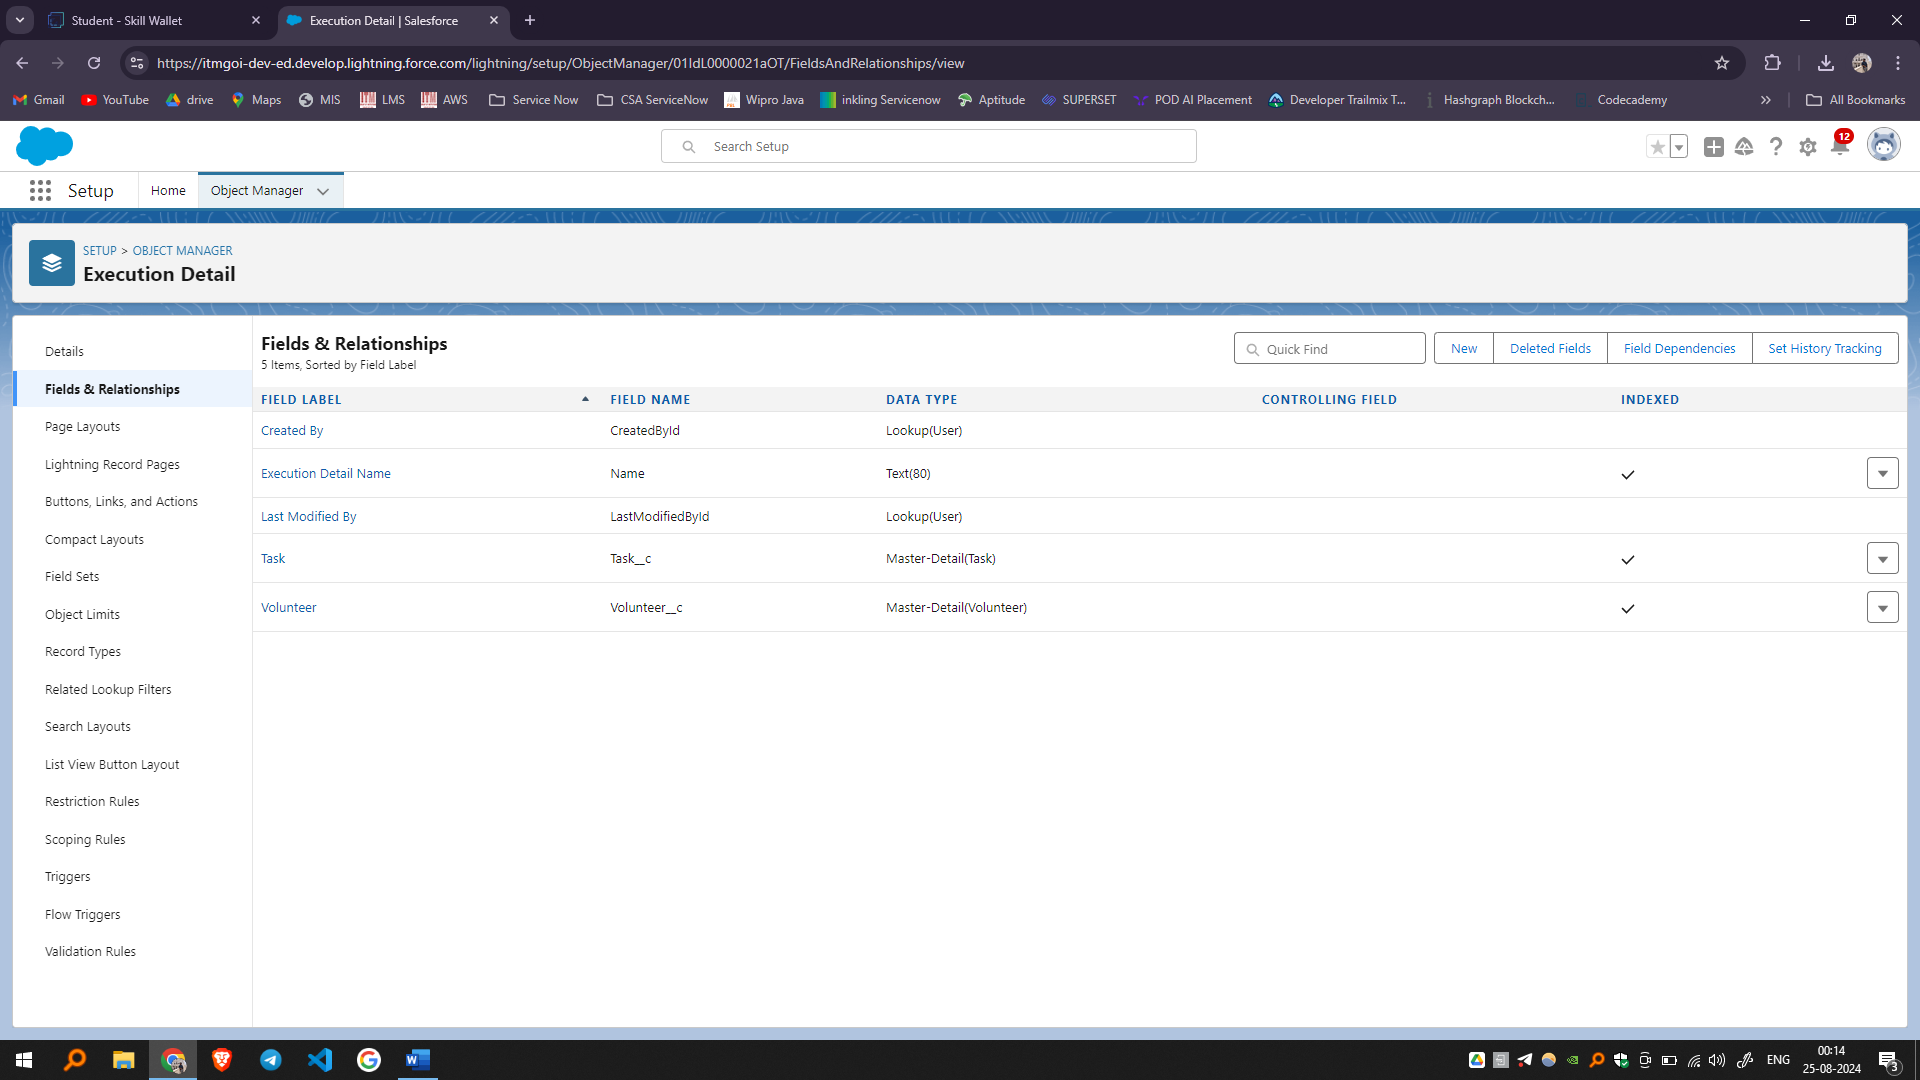 Student - Skill Wallet
Execution Detail | Salesforce
https://itmgoi-dev-ed.develop.lightning.force.com/lightning/setup/ObjectManager/01IdL0000021aOT/FieldsAndRelationships/view
Gmail YouTube drive Maps MIS LMS AWS Service Now CSA ServiceNow Wipro Java inkling Servicenow Aptitude SUPERSET POD AI Placement Developer Trailmix T... Hashgraph Blockch... Codecademy All Bookmarks
Search Setup
12
Setup Home Object Manager
SETUP > OBJECT MANAGER
Execution Detail
Details
Fields & Relationships
Page Layouts
Lightning Record Pages
Buttons, Links, and Actions
Compact Layouts
Field Sets
Object Limits
Record Types
Related Lookup Filters
Search Layouts
List View Button Layout
Restriction Rules
Scoping Rules
Triggers
Flow Triggers
Validation Rules
Fields & Relationships
5 Items, Sorted by Field Label
Quick Find New Deleted Fields Field Dependencies Set History Tracking
FIELD LABEL FIELD NAME DATA TYPE CONTROLLING FIELD INDEXED
Created By CreatedById Lookup(User)
Execution Detail Name Name Text(80)
Last Modified By LastModifiedById Lookup(User)
Task Task__c Master-Detail(Task)
Volunteer Volunteer__c Master-Detail(Volunteer)
ENG
00:14
25-08-2024
3